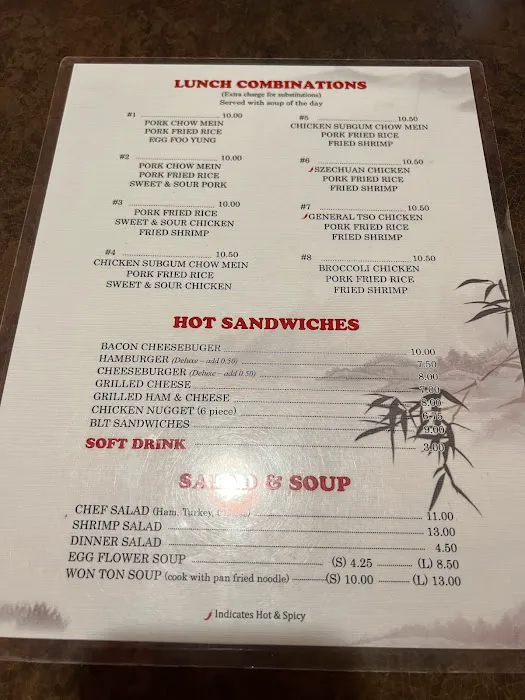 LUNCH COMBINATIONS
(Extra charge for substitutions)
Served with soup of the day
#1 10.00
PORK CHOW MEIN
PORK FRIED RICE
EGG FOO YUNG
#2 10.00
PORK CHOW MEIN
PORK FRIED RICE
SWEET & SOUR PORK
#3 10.00
PORK FRIED RICE
SWEET & SOUR CHICKEN
FRIED SHRIMP
#4 10.50
CHICKEN SUBGUM CHOW MEIN
PORK FRIED RICE
SWEET & SOUR CHICKEN
#5 10.50
CHICKEN SUBGUM CHOW MEIN
PORK FRIED RICE
FRIED SHRIMP
#6 10.50
SZECHUAN CHICKEN
PORK FRIED RICE
FRIED SHRIMP
#7 10.50
GENERAL TSO CHICKEN
PORK FRIED RICE
FRIED SHRIMP
#8 10.50
BROCCOLI CHICKEN
PORK FRIED RICE
FRIED SHRIMP
HOT SANDWICHES
BACON CHEESEBUGER 10.00
HAMBURGER (Deluxe – add 0.50) 7.50
CHEESEBURGER (Deluxe – add 0.50) 8.00
GRILLED CHEESE 7.00
GRILLED HAM & CHEESE 8.00
CHICKEN NUGGET (6 piece) 6.75
BLT SANDWICHES 9.00
SOFT DRINK 3.00
SALAD & SOUP
CHEF SALAD (Ham, Turkey, 11.00
SHRIMP SALAD 13.00
DINNER SALAD 4.50
EGG FLOWER SOUP (S) 4.25 (L) 8.50
WON TON SOUP (cook with pan fried noodle) (S) 10.00 (L) 13.00
Indicates Hot & Spicy